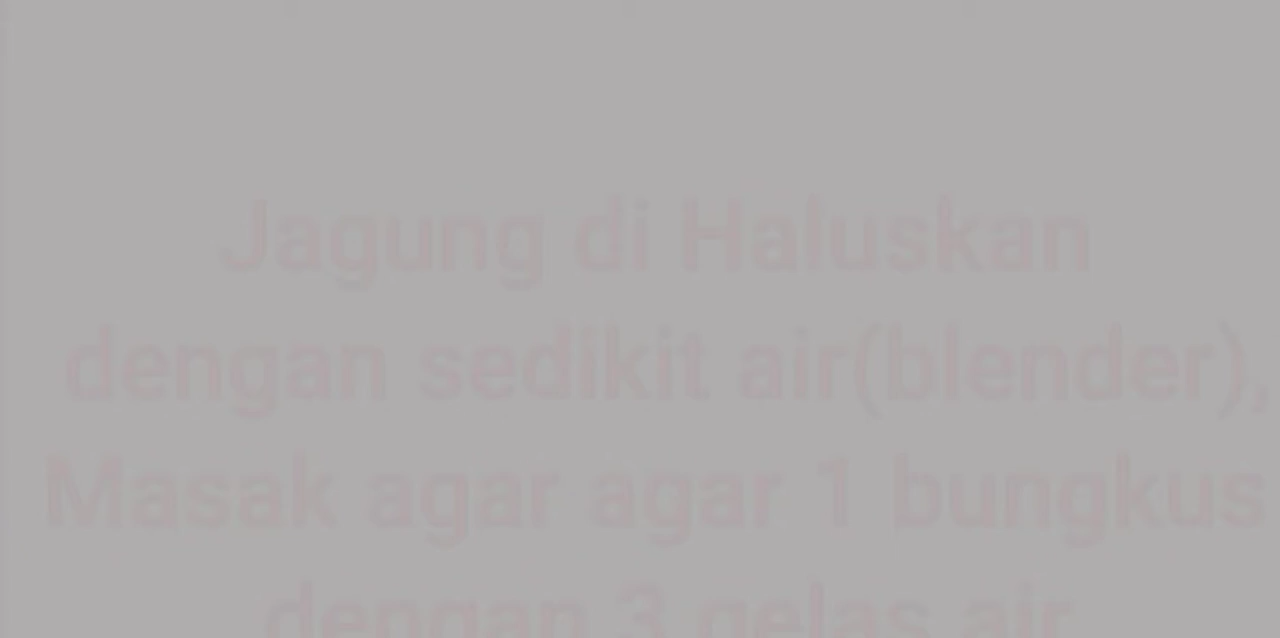 Jagung di Haluskan
dengan sedikit air(blender),
Masak agar agar 1 bungkus
dengan 3 gelas air